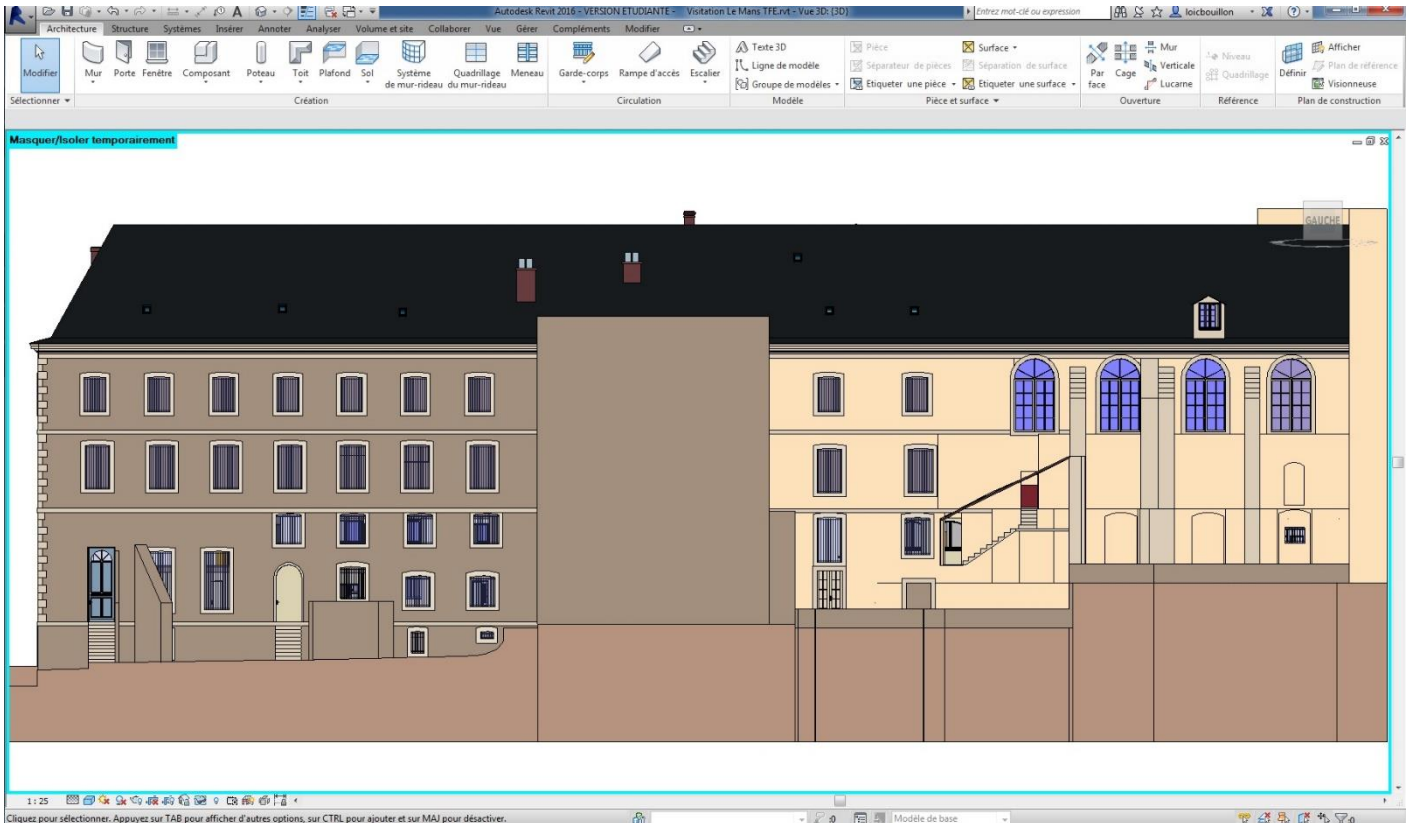 Autodesk Revit 2016 - VERSION ETUDIANTE - Visitation Le Mans TFE.rvt - Vue 3D: {3D}
Entrez mot-clé ou expression
loicbouillon
Architecture Structure Systèmes Insérer Annoter Analyser Volume et site Collaborer Vue Gérer Compléments Modifier
Modifier
Mur Porte Fenêtre Composant Poteau Toit Plafond Sol Système de mur-rideau Quadrillage du mur-rideau Meneau
Garde-corps Rampe d'accès Escalier
Texte 3D
Ligne de modèle
Groupe de modèles
Pièce
Séparateur de pièces
Etiqueter une pièce
Surface
Séparation de surface
Etiqueter une surface
Par face
Cage
Mur
Verticale
Lucarne
Niveau
Quadrillage
Définir
Afficher
Plan de référence
Visionneuse
Sélectionner Création Circulation Modèle Pièce et surface Ouverture Référence Plan de construction
Masquer/Isoler temporairement
GAUCHE
1 : 25
Cliquez pour sélectionner. Appuyez sur TAB pour afficher d'autres options, sur CTRL pour ajouter et sur MAJ pour désactiver.
:0
Modèle de base
:0